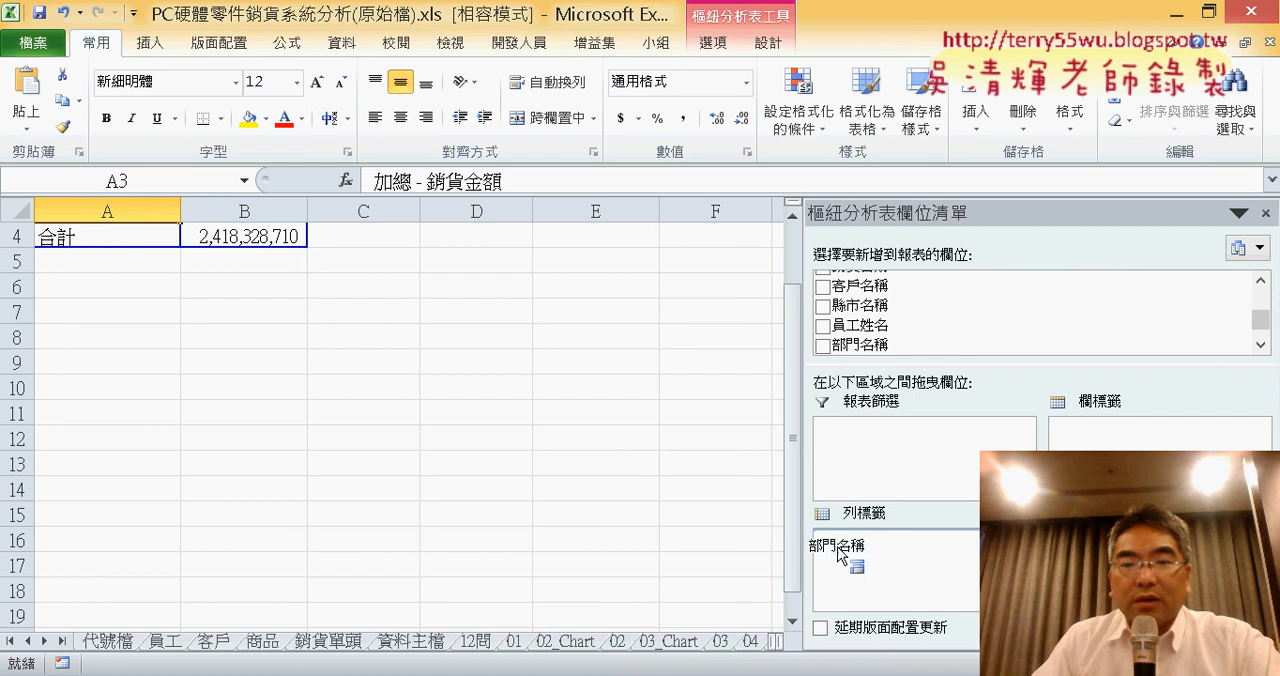 PC硬體零件銷貨系統分析(原始檔).xls [相容模式] - Microsoft Ex...
樞紐分析表工具
檔案 常用 插入 版面配置 公式 資料 校閱 檢視 開發人員 增益集 小組 選項 設計
http://terry55wu.blogspot.tw
吳清輝老師錄製
新細明體 12 自動換列 通用格式
貼上 跨欄置中 設定格式化的條件 格式化為表格 儲存格樣式 插入 刪除 格式 排序與篩選 尋找與選取
剪貼簿 字型 對齊方式 數值 樣式 儲存格 編輯
A3 fx 加總 - 銷貨金額
A B C D E F
4 合計 2,418,328,710
5
6
7
8
9
10
11
12
13
14
15
16
17
18
19
樞紐分析表欄位清單
選擇要新增到報表的欄位:
客戶名稱
縣市名稱
員工姓名
部門名稱
在以下區域之間拖曳欄位:
報表篩選 欄標籤
列標籤
部門名稱
延期版面配置更新
代號檔 員工 客戶 商品 銷貨單頭 資料主檔 12問 01 02_Chart 02 03_Chart 03 04
就緒